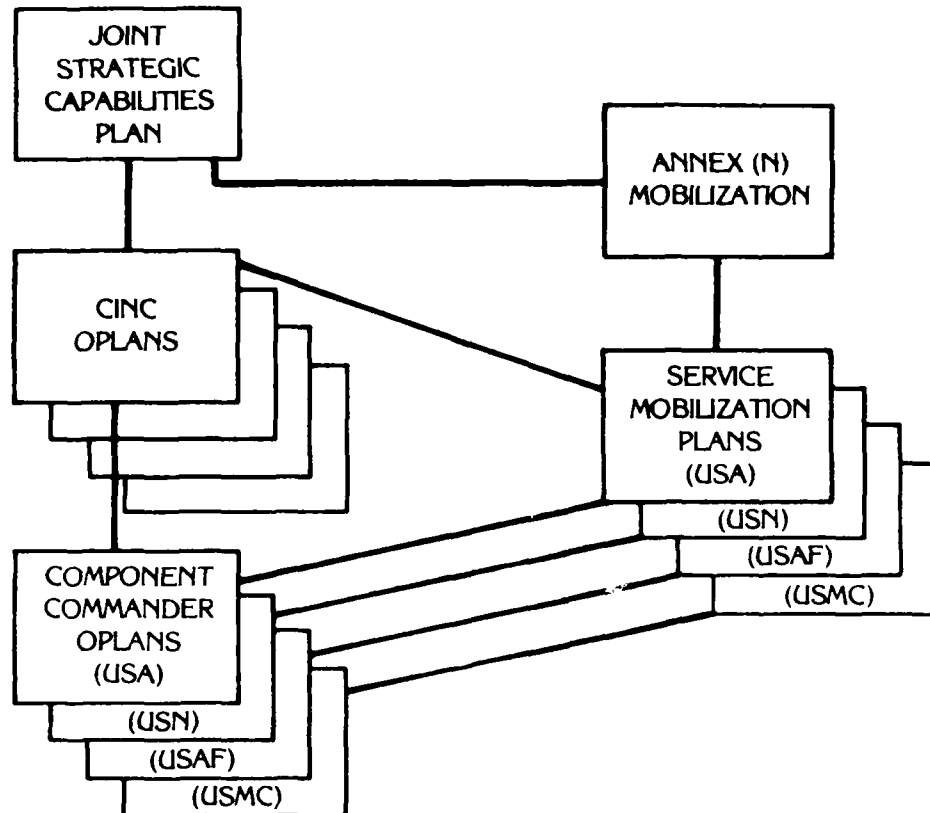 JOINT
STRATEGIC
CAPABILITIES
PLAN
ANNEX (N)
MOBILIZATION
CINC
OPLANS
SERVICE
MOBILIZATION
PLANS
(USA)
(USN)
(USAF)
(USMC)
COMPONENT
COMMANDER
OPLANS
(USA)
(USN)
(USAF)
(USMC)